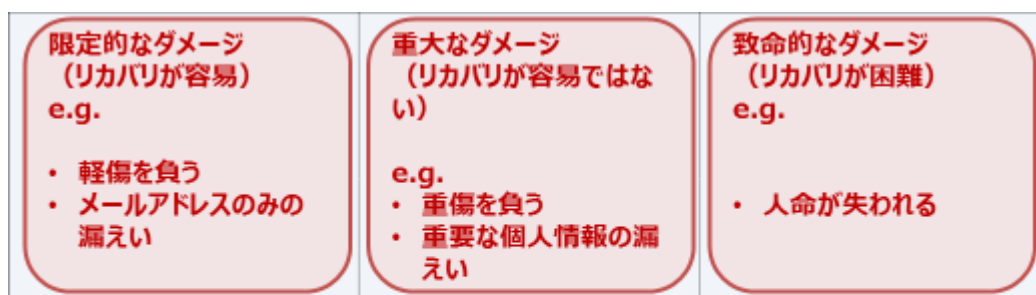 限定的なダメージ
（リカバリが容易）
e.g.
• 軽傷を負う
• メールアドレスのみの
漏えい
重大なダメージ
（リカバリが容易ではな
い）
e.g.
• 重傷を負う
• 重要な個人情報の漏
えい
致命的なダメージ
（リカバリが困難）
e.g.
• 人命が失われる